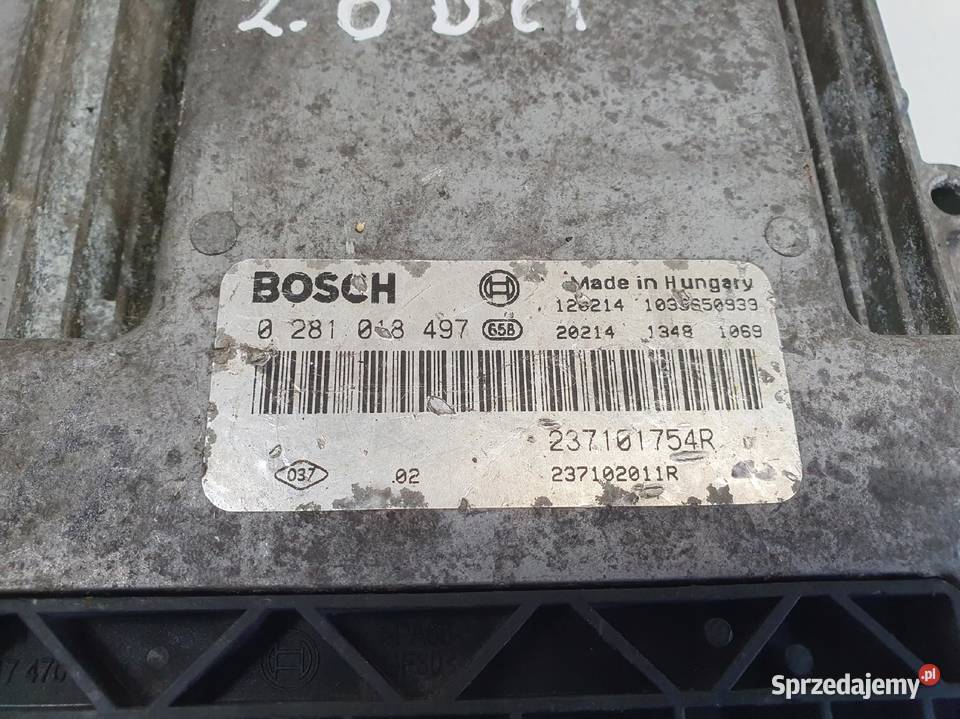 2.0 DCI
BOSCH Made in Hungary
126214 1039S50939
0 281 018 497 658 20214 1348 1069
237101754R
037 02 237102011R
Sprzedajemy.pl